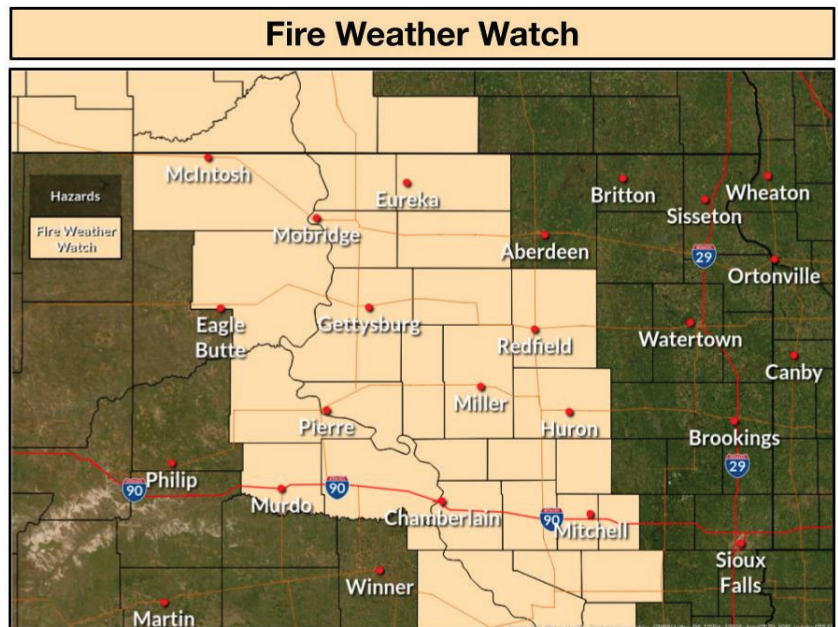 Fire Weather Watch
Hazards
Fire Weather
Watch
McIntosh
Eureka
Britton
Wheaton
Sisseton
Mobridge
Aberdeen
29
Ortonville
Eagle
Butte
Gettysburg
Redfield
Watertown
Canby
Miller
Pierre
Huron
Brookings
29
Philip
90
90
Murdo
Chamberlain
90
Mitchell
Sioux
Falls
Winner
Martin